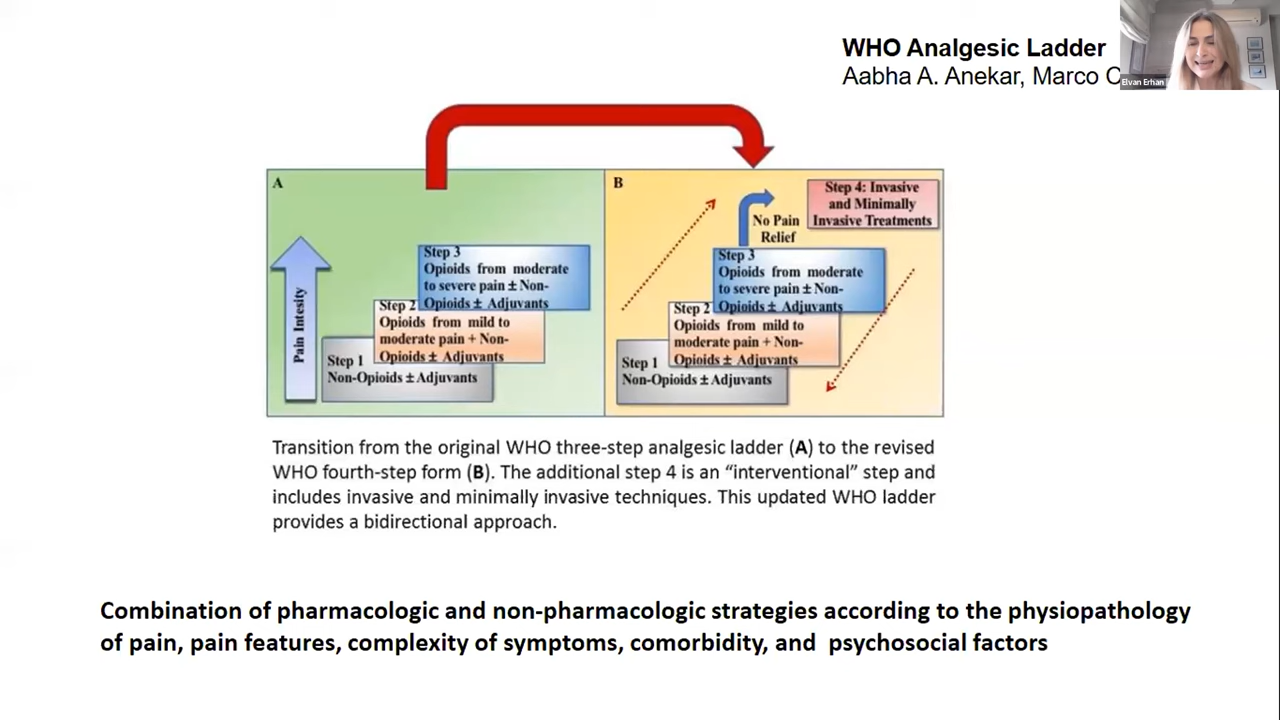 WHO Analgesic Ladder
Aabha A. Anekar, Marco C
Elvan Erhan
A
Pain Intesity
Step 3
Opioids from moderate
to severe pain ± Non-
Opioids ± Adjuvants
Step 2
Opioids from mild to
moderate pain + Non-
Opioids ± Adjuvants
Step 1
Non-Opioids ± Adjuvants
B
Step 4: Invasive
and Minimally
Invasive Treatments
No Pain
Relief
Step 3
Opioids from moderate
to severe pain ± Non-
Opioids ± Adjuvants
Step 2
Opioids from mild to
moderate pain + Non-
Opioids ± Adjuvants
Step 1
Non-Opioids ± Adjuvants
Transition from the original WHO three-step analgesic ladder (A) to the revised
WHO fourth-step form (B). The additional step 4 is an “interventional” step and
includes invasive and minimally invasive techniques. This updated WHO ladder
provides a bidirectional approach.
Combination of pharmacologic and non-pharmacologic strategies according to the physiopathology
of pain, pain features, complexity of symptoms, comorbidity, and psychosocial factors